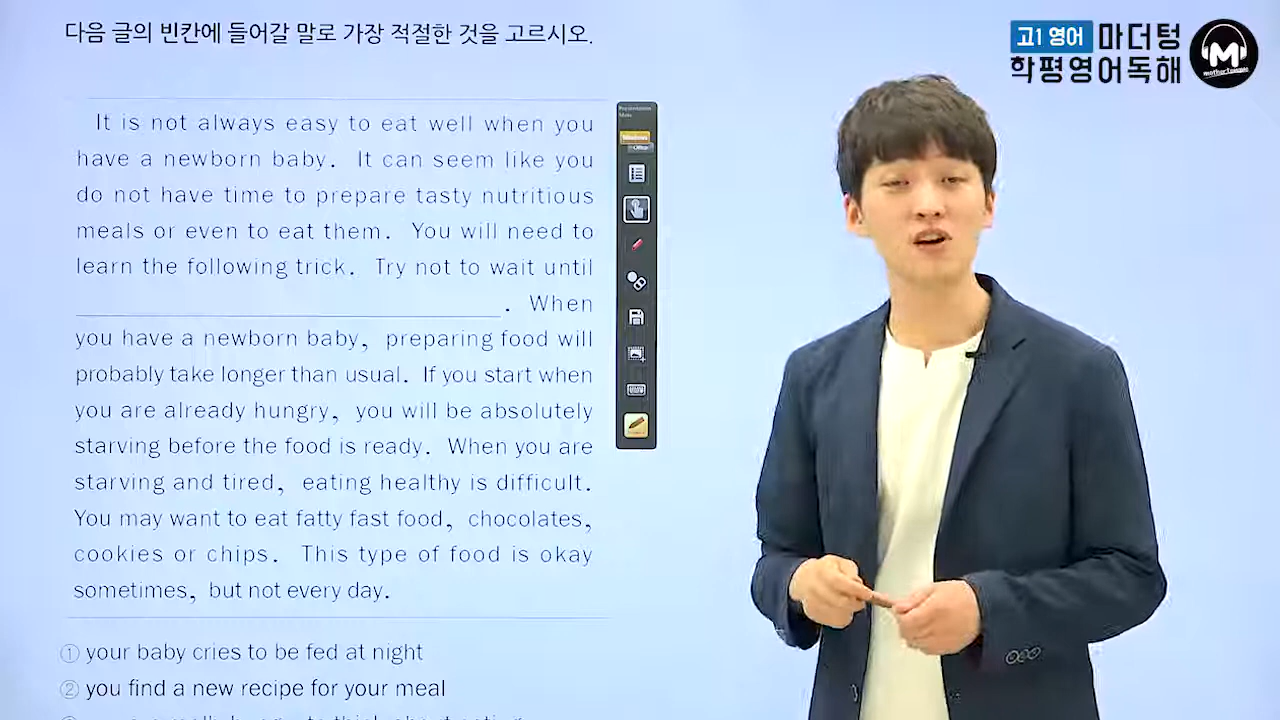 다음 글의 빈칸에 들어갈 말로 가장 적절한 것을 고르시오.
고1 영어 마더텅
학평영어독해
It is not always easy to eat well when you
have a newborn baby. It can seem like you
do not have time to prepare tasty nutritious
meals or even to eat them. You will need to
learn the following trick. Try not to wait until
. When
you have a newborn baby, preparing food will
probably take longer than usual. If you start when
you are already hungry, you will be absolutely
starving before the food is ready. When you are
starving and tired, eating healthy is difficult.
You may want to eat fatty fast food, chocolates,
cookies or chips. This type of food is okay
sometimes, but not every day.
① your baby cries to be fed at night
② you find a new recipe for your meal